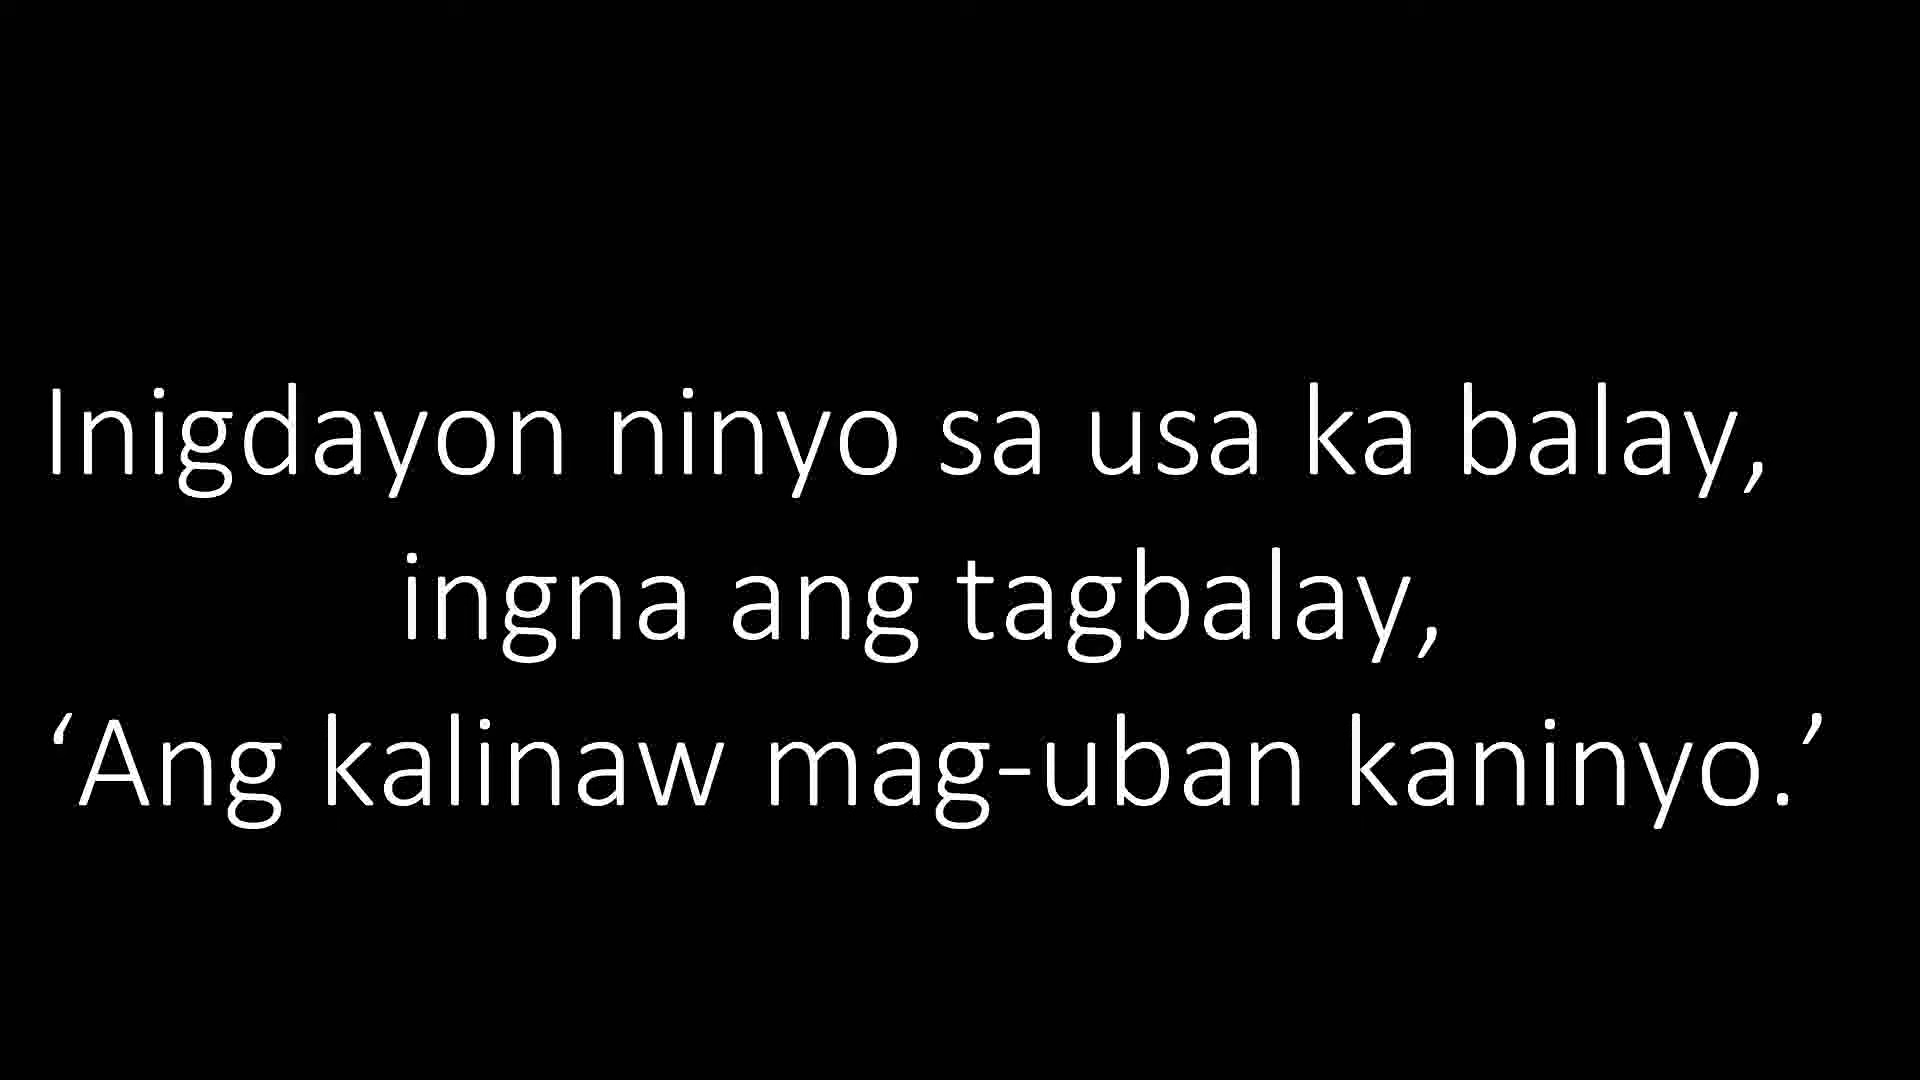 Inigdayon ninyo sa usa ka balay,
ingna ang tagbalay,
‘Ang kalinaw mag-uban kaninyo.’